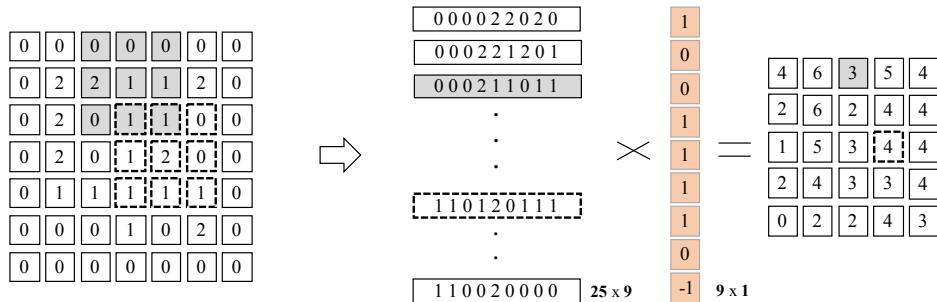 0 0 0 0 0 0 0
0 2 2 1 1 2 0
0 2 0 1 1 0 0
0 2 0 1 2 0 0
0 1 1 1 1 1 0
0 0 0 1 0 2 0
0 0 0 0 0 0 0
0 0 0 0 2 2 0 2 0
0 0 0 2 2 1 2 0 1
0 0 0 2 1 1 0 1 1
1 1 0 1 2 0 1 1 1
1 1 0 0 2 0 0 0 0
25 x 9
1
0
0
1
1
1
1
0
-1
9 x 1
4 6 3 5 4
2 6 2 4 4
1 5 3 4 4
2 4 3 3 4
0 2 2 4 3